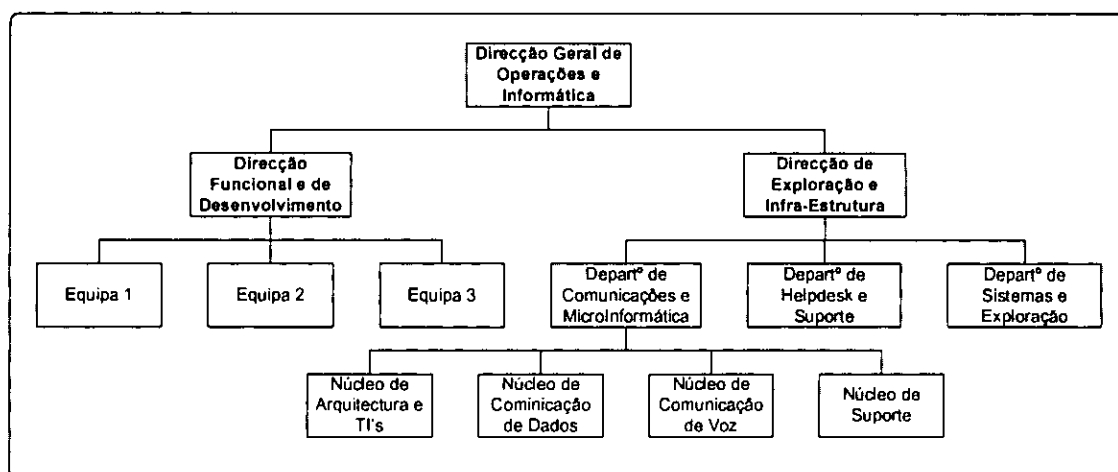 Direcção Geral de
Operações e
Informática
Direcção
Funcional e de
Desenvolvimento
Direcção de
Exploração e
Infra-Estrutura
Equipa 1
Equipa 2
Equipa 3
Departº de
Comunicações e
MicroInformática
Departº de
Helpdesk e
Suporte
Departº de
Sistemas e
Exploração
Núcleo de
Arquitectura e
TI's
Núcleo de
Cominicação
de Dados
Núcleo de
Comunicação
de Voz
Núcleo de
Suporte